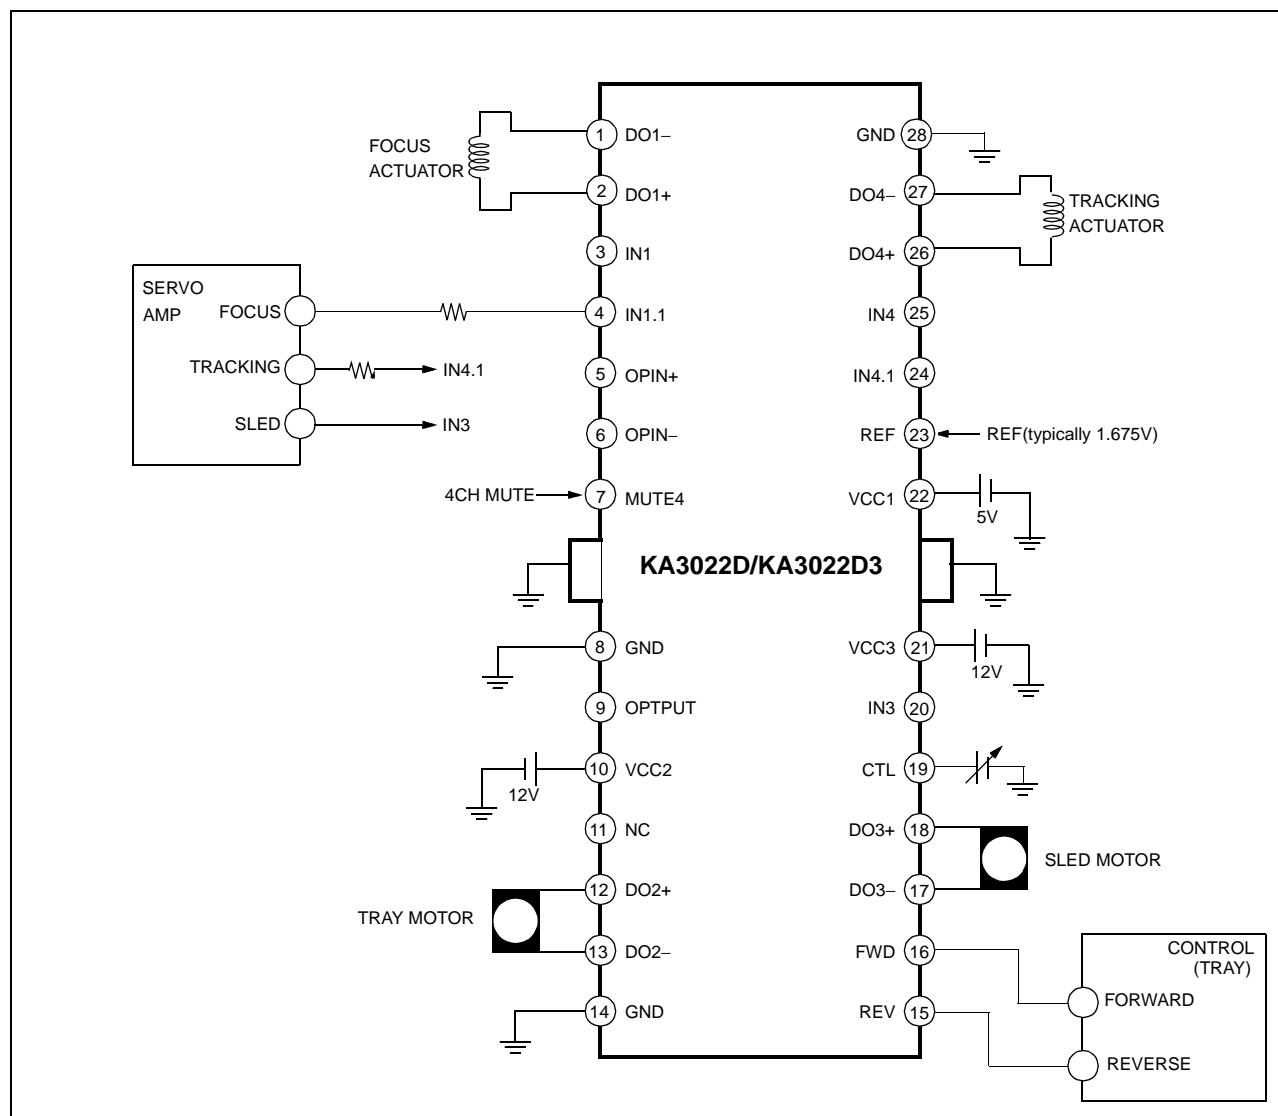 FOCUS
ACTUATOR
1 DO1–
2 DO1+
3 IN1
SERVO
AMP
FOCUS
4 IN1.1
TRACKING
IN4.1
SLED
IN3
5 OPIN+
6 OPIN–
4CH MUTE
7 MUTE4
8 GND
9 OPTPUT
12V
10 VCC2
11 NC
TRAY MOTOR
12 DO2+
13 DO2–
14 GND
KA3022D/KA3022D3
GND 28
DO4– 27
TRACKING
ACTUATOR
DO4+ 26
IN4 25
IN4.1 24
REF 23
REF(typically 1.675V)
VCC1 22
5V
VCC3 21
12V
IN3 20
CTL 19
DO3+ 18
SLED MOTOR
DO3– 17
FWD 16
REV 15
CONTROL
(TRAY)
FORWARD
REVERSE